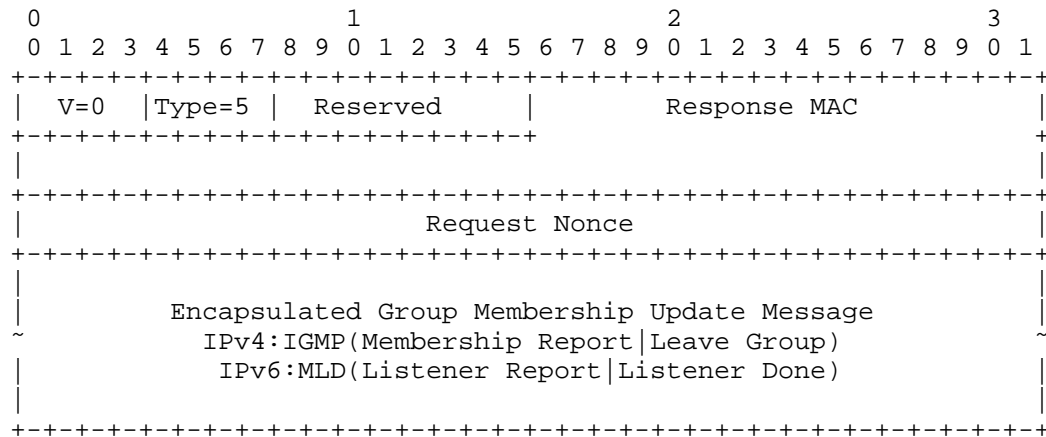 0                   1                   2                   3
0 1 2 3 4 5 6 7 8 9 0 1 2 3 4 5 6 7 8 9 0 1 2 3 4 5 6 7 8 9 0 1
+-+-+-+-+-+-+-+-+-+-+-+-+-+-+-+-+-+-+-+-+-+-+-+-+-+-+-+-+-+-+-+-+
|  V=0  |Type=5 |  Reserved     |        Response MAC           |
+-+-+-+-+-+-+-+-+-+-+-+-+-+-+-+-+                               +
|                                                               |
+-+-+-+-+-+-+-+-+-+-+-+-+-+-+-+-+-+-+-+-+-+-+-+-+-+-+-+-+-+-+-+-+
|                         Request Nonce                         |
+-+-+-+-+-+-+-+-+-+-+-+-+-+-+-+-+-+-+-+-+-+-+-+-+-+-+-+-+-+-+-+-+
|                                                               |
|         Encapsulated Group Membership Update Message          |
~           IPv4:IGMP(Membership Report|Leave Group)            ~
|            IPv6:MLD(Listener Report|Listener Done)            |
|                                                               |
+-+-+-+-+-+-+-+-+-+-+-+-+-+-+-+-+-+-+-+-+-+-+-+-+-+-+-+-+-+-+-+-+